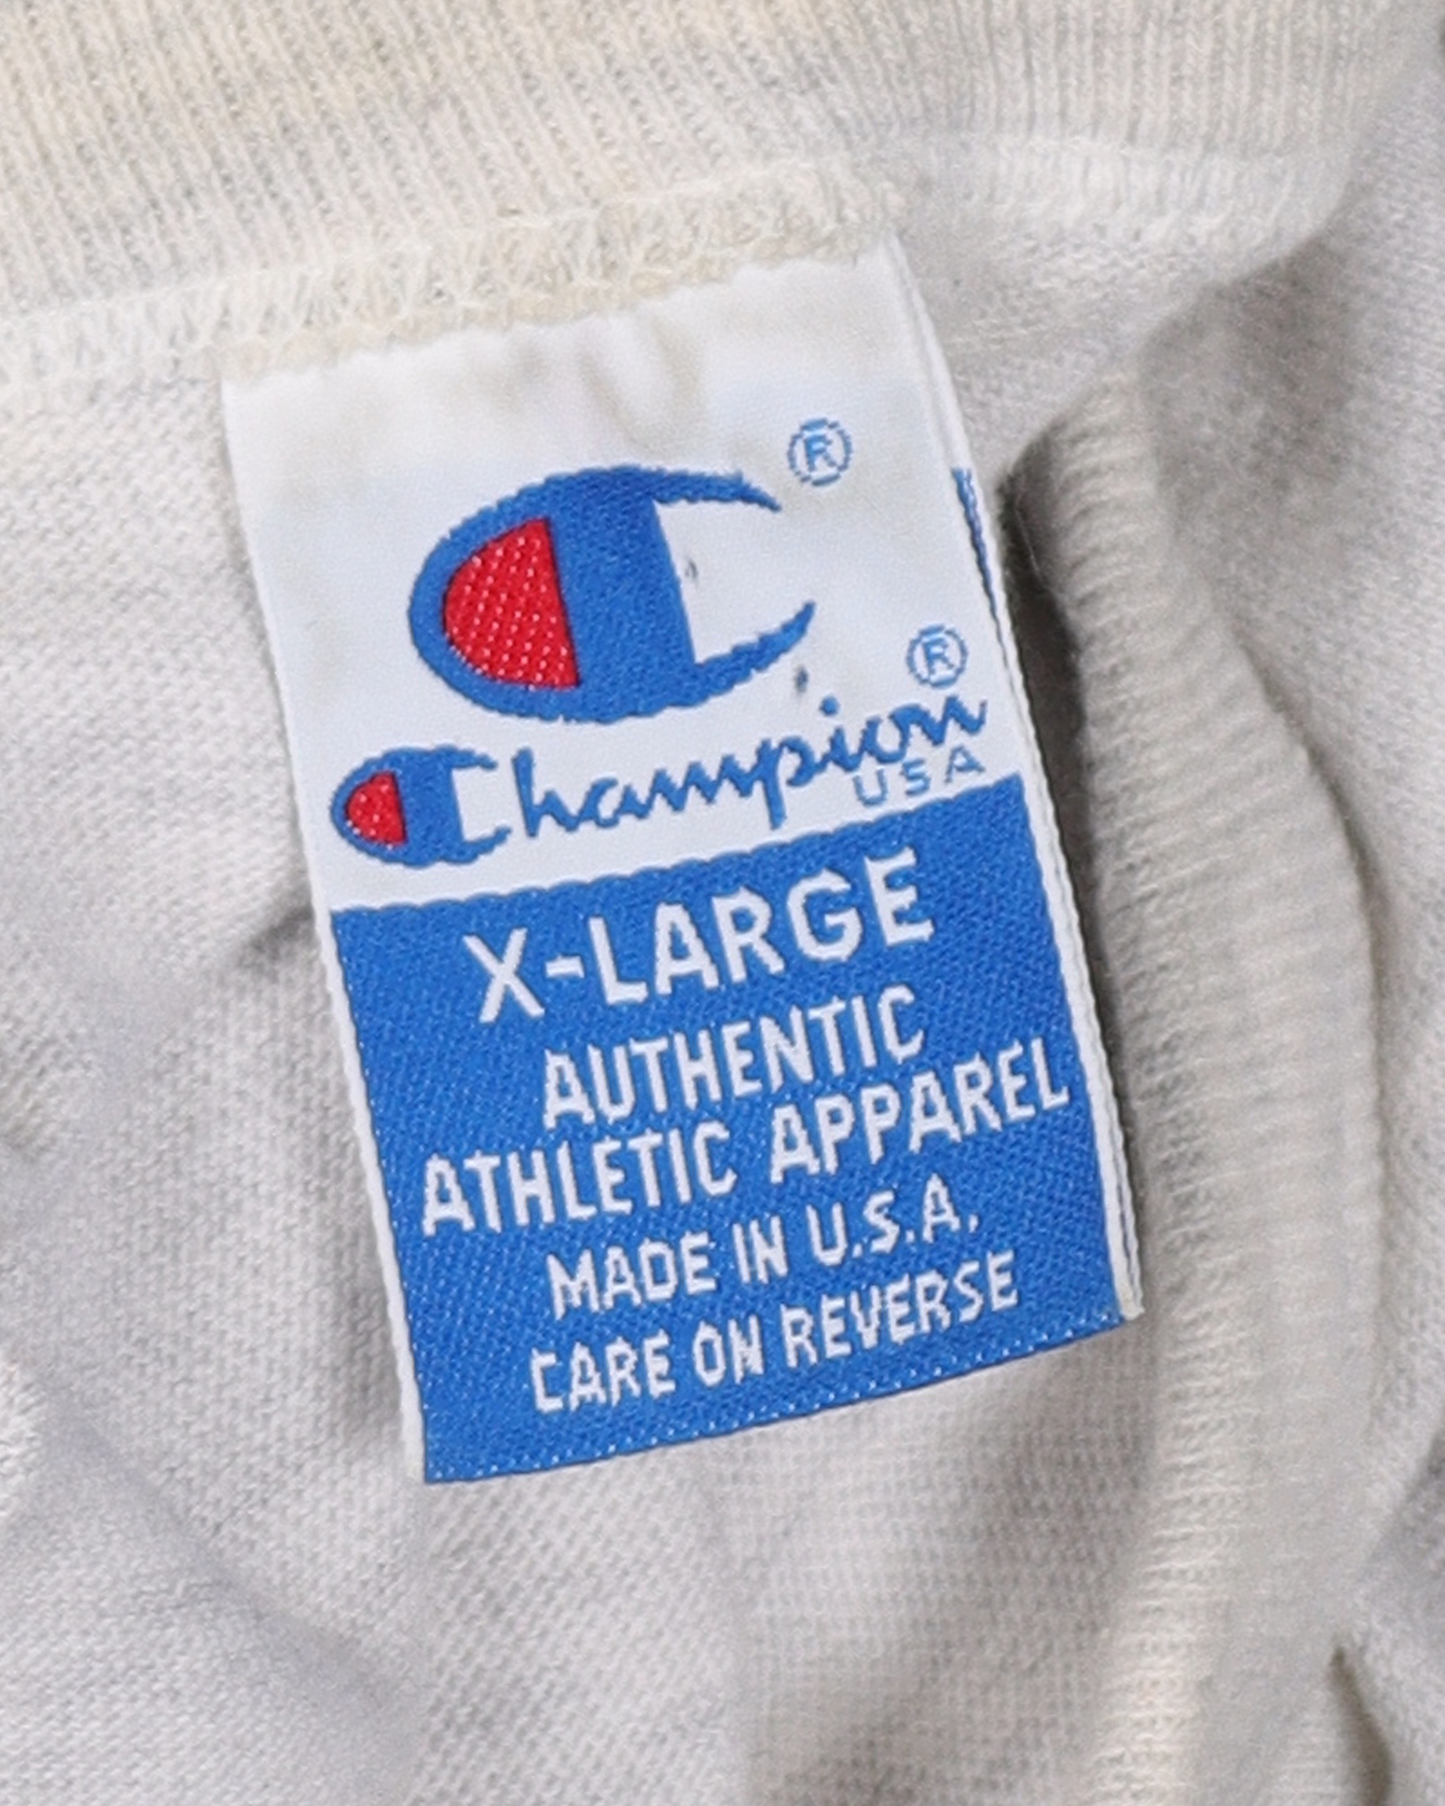 ®
Champion ®
USA
X-LARGE
AUTHENTIC
ATHLETIC APPAREL
MADE IN U.S.A.
CARE ON REVERSE